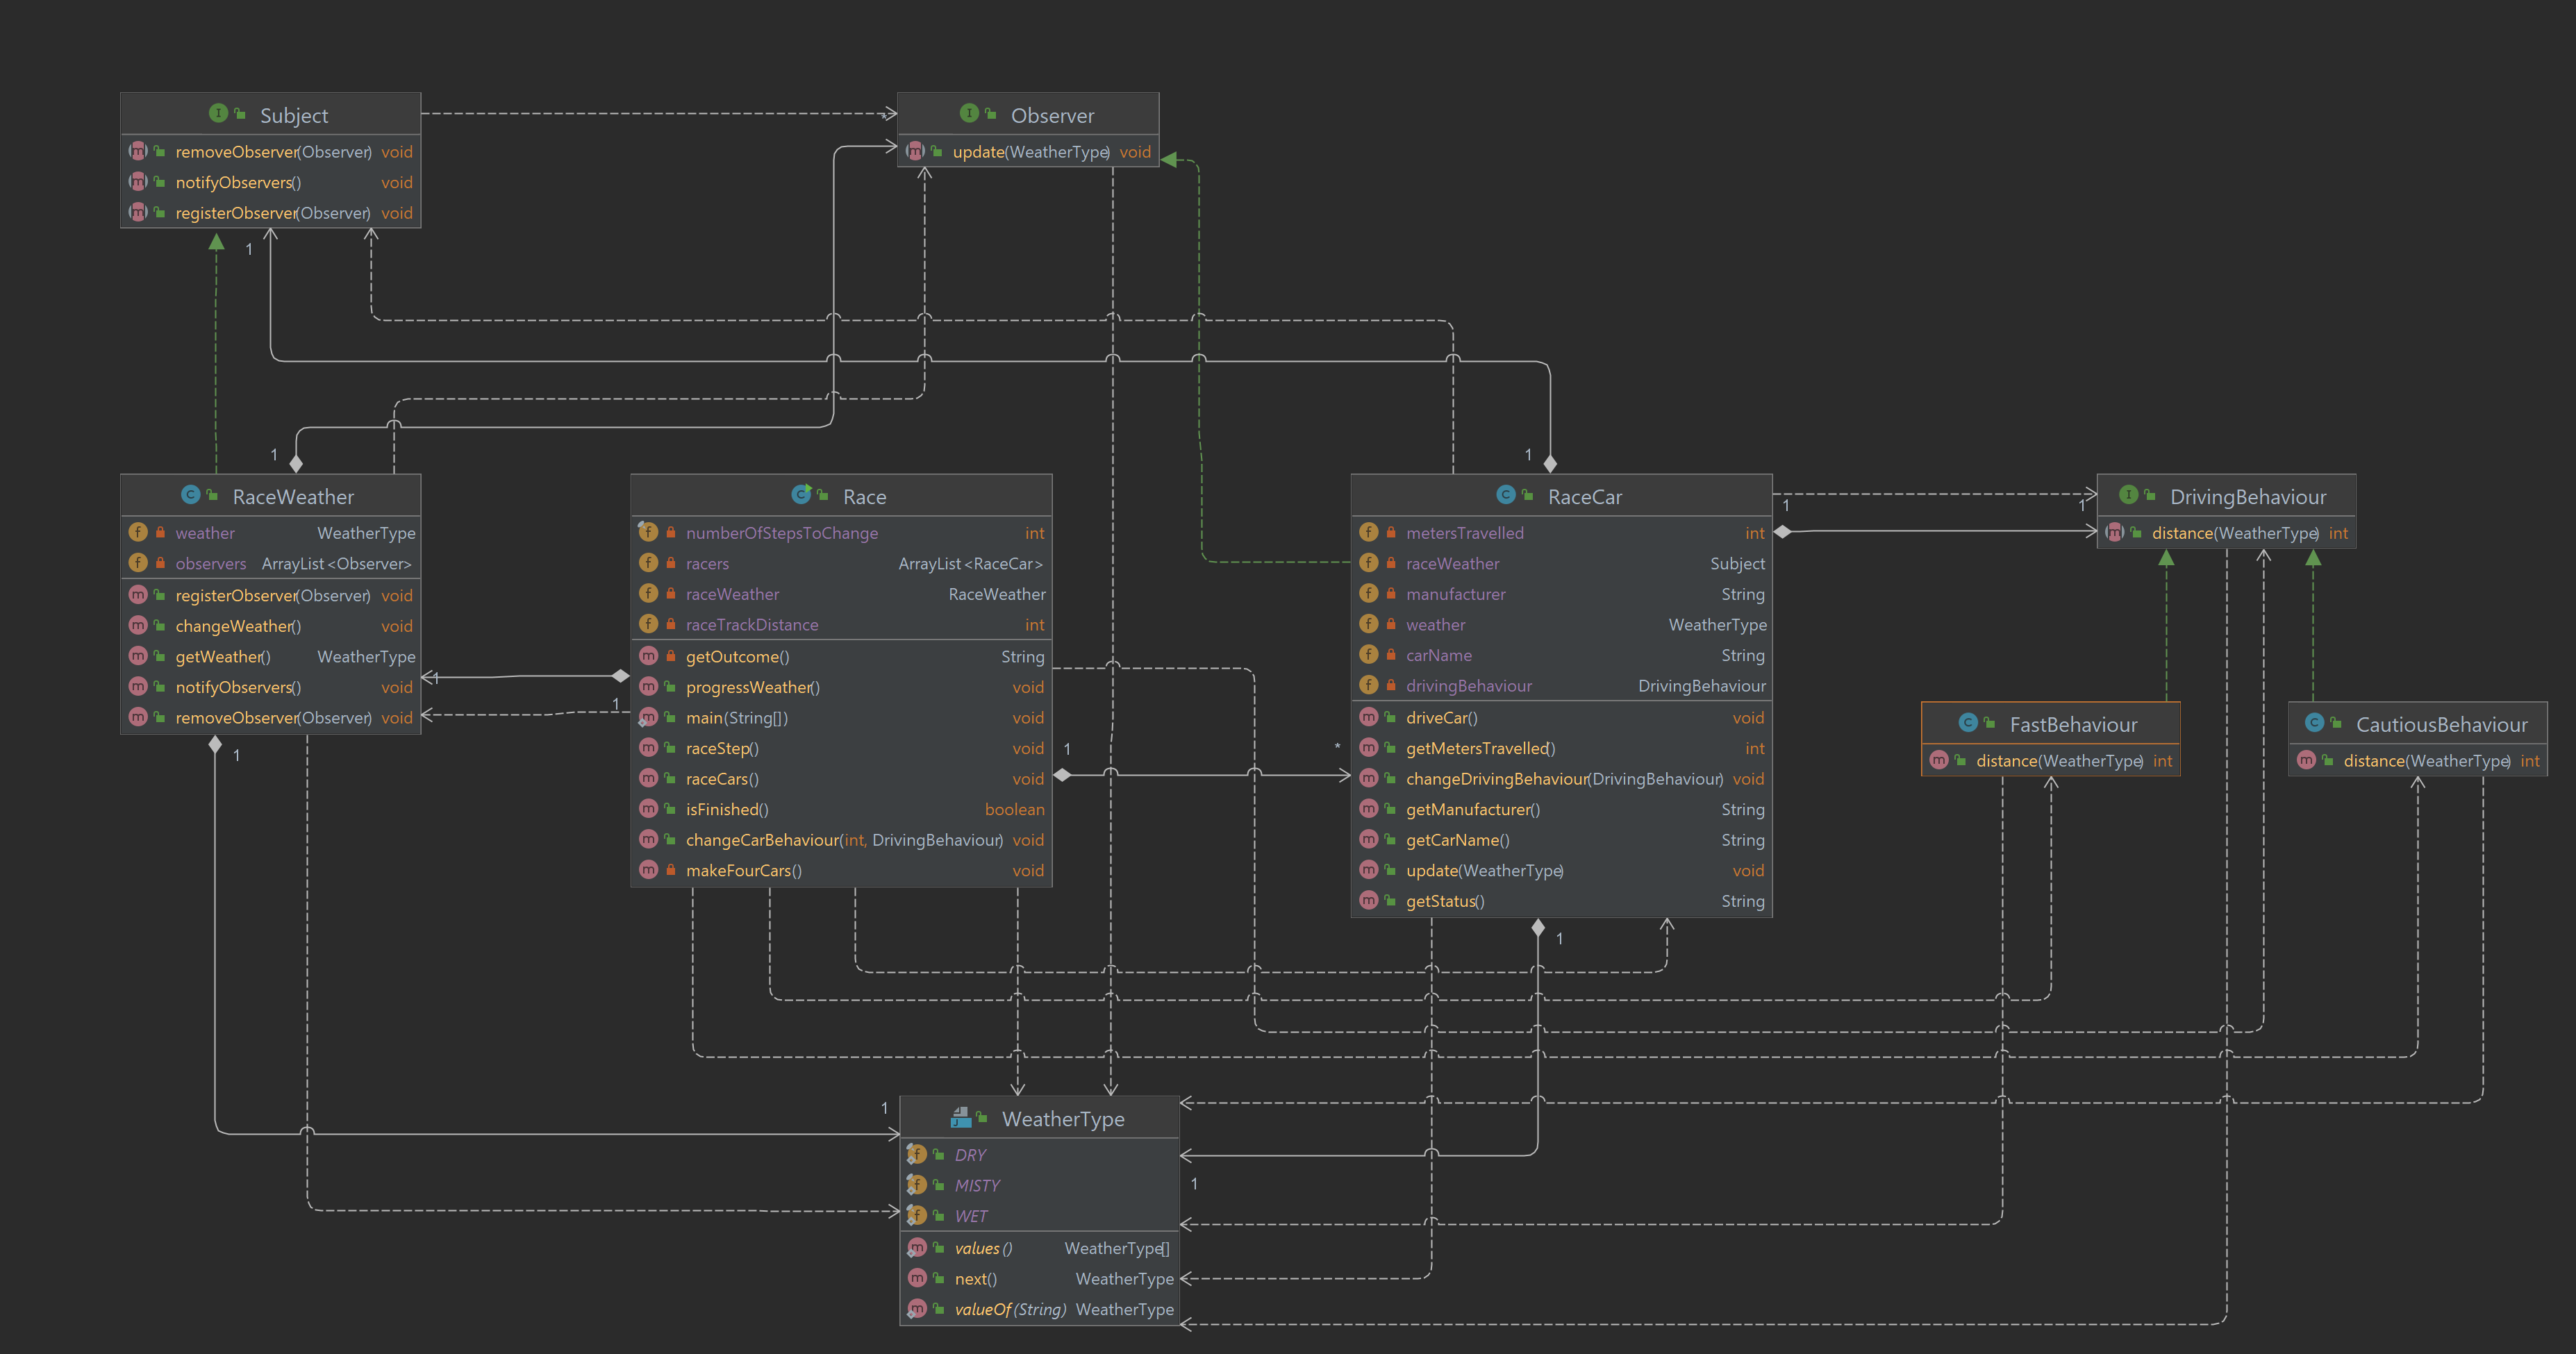 Subject
removeObserver(Observer) void
notifyObservers() void
registerObserver(Observer) void
*
Observer
update(WeatherType) void
1
1
1
RaceWeather
weather WeatherType
observers ArrayList<Observer>
registerObserver(Observer) void
changeWeather() void
getWeather() WeatherType
notifyObservers() void
removeObserver(Observer) void
1
1
1
Race
numberOfStepsToChange int
racers ArrayList<RaceCar>
raceWeather RaceWeather
raceTrackDistance int
getOutcome() String
progressWeather() void
main(String[]) void
raceStep() void
raceCars() void
isFinished() boolean
changeCarBehaviour(int, DrivingBehaviour) void
makeFourCars() void
1
*
RaceCar
metersTravelled int
raceWeather Subject
manufacturer String
weather WeatherType
carName String
drivingBehaviour DrivingBehaviour
driveCar() void
getMetersTravelled() int
changeDrivingBehaviour(DrivingBehaviour) void
getManufacturer() String
getCarName() String
update(WeatherType) void
getStatus() String
1
1
1
DrivingBehaviour
distance(WeatherType) int
FastBehaviour
distance(WeatherType) int
CautiousBehaviour
distance(WeatherType) int
1
1
WeatherType
DRY
MISTY
WET
values() WeatherType[]
next() WeatherType
valueOf(String) WeatherType